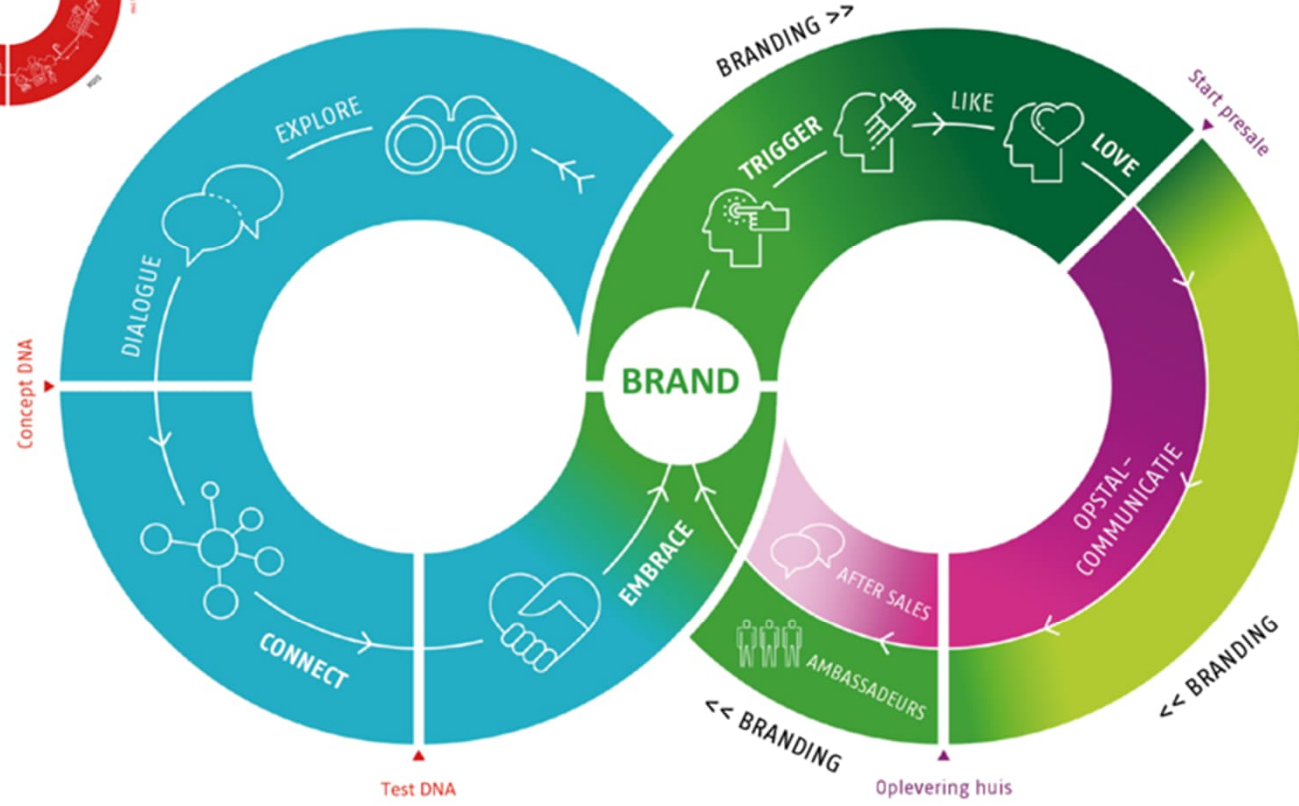 HUIS
BRANDING >>
EXPLORE
DIALOGUE
Concept DNA
CONNECT
Test DNA
EMBRACE
BRAND
TRIGGER
LIKE
LOVE
Start presale
OPSTAL-
COMMUNICATIE
<< BRANDING
Oplevering huis
AFTER SALES
AMBASSADEURS
<< BRANDING